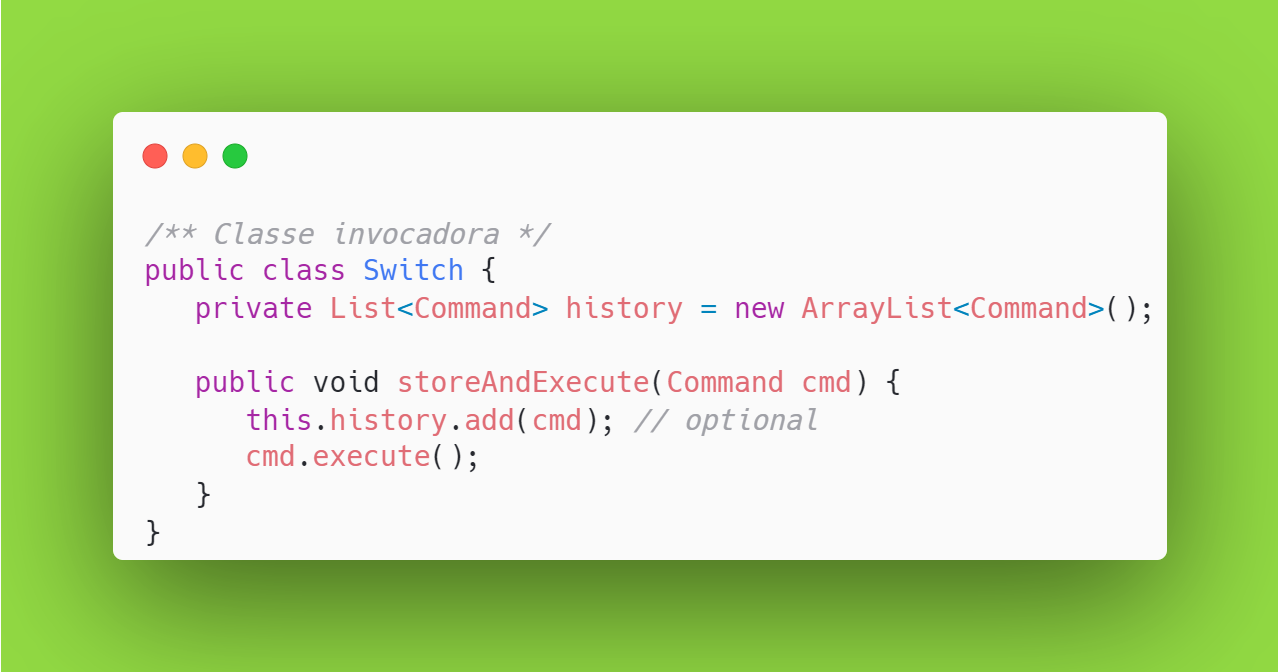 /** Classe invocadora */
public class Switch {
   private List<Command> history = new ArrayList<Command>();

   public void storeAndExecute(Command cmd) {
      this.history.add(cmd); // optional
      cmd.execute();
   }
}